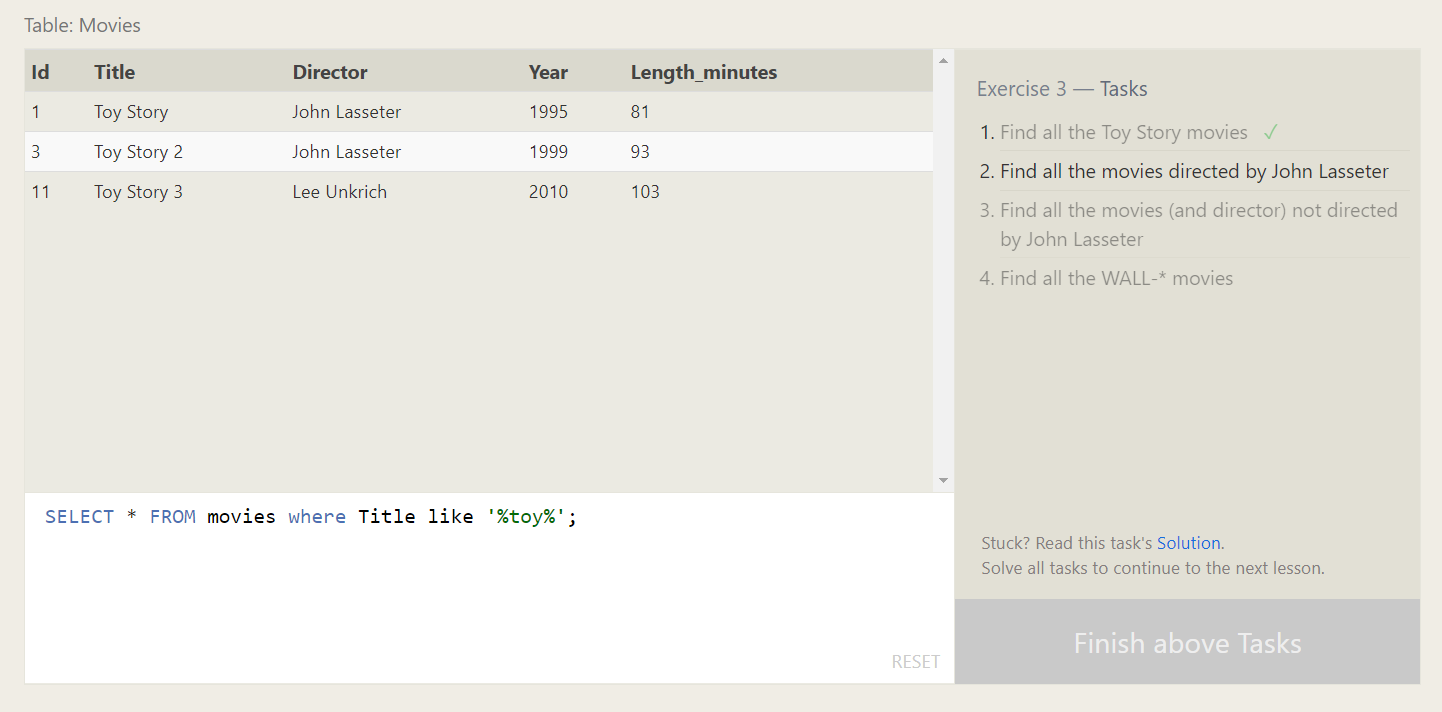 Table: Movies
Id Title Director Year Length_minutes
1 Toy Story John Lasseter 1995 81
3 Toy Story 2 John Lasseter 1999 93
11 Toy Story 3 Lee Unkrich 2010 103
SELECT * FROM movies where Title like '%toy%';
RESET
Exercise 3 — Tasks
1. Find all the Toy Story movies ✓
2. Find all the movies directed by John Lasseter
3. Find all the movies (and director) not directed
by John Lasseter
4. Find all the WALL-* movies
Stuck? Read this task's Solution.
Solve all tasks to continue to the next lesson.
Finish above Tasks